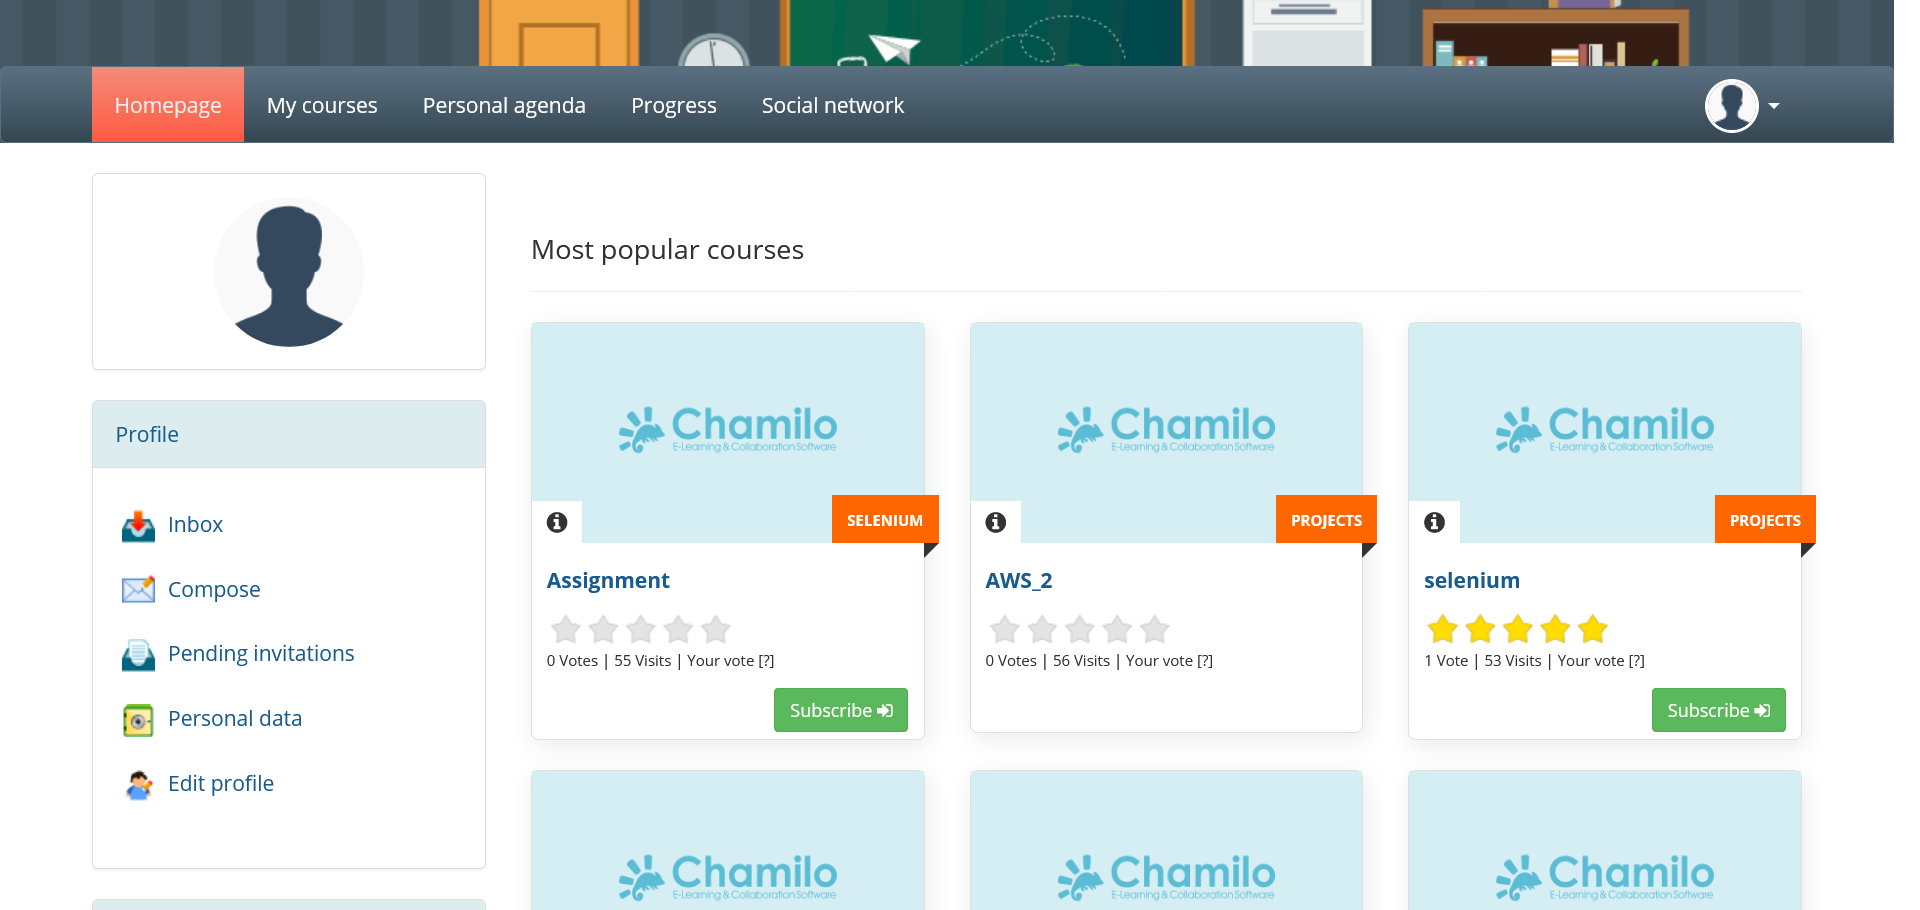 Homepage
My courses
Personal agenda
Progress
Social network
Profile
Inbox
Compose
Pending invitations
Personal data
Edit profile
Most popular courses
Chamilo
E-Learning & Collaboration Software
SELENIUM
Assignment
0 Votes | 55 Visits | Your vote [?]
Subscribe
Chamilo
E-Learning & Collaboration Software
PROJECTS
AWS_2
0 Votes | 56 Visits | Your vote [?]
Chamilo
E-Learning & Collaboration Software
PROJECTS
selenium
1 Vote | 53 Visits | Your vote [?]
Subscribe
Chamilo
E-Learning & Collaboration Software
Chamilo
E-Learning & Collaboration Software
Chamilo
E-Learning & Collaboration Software